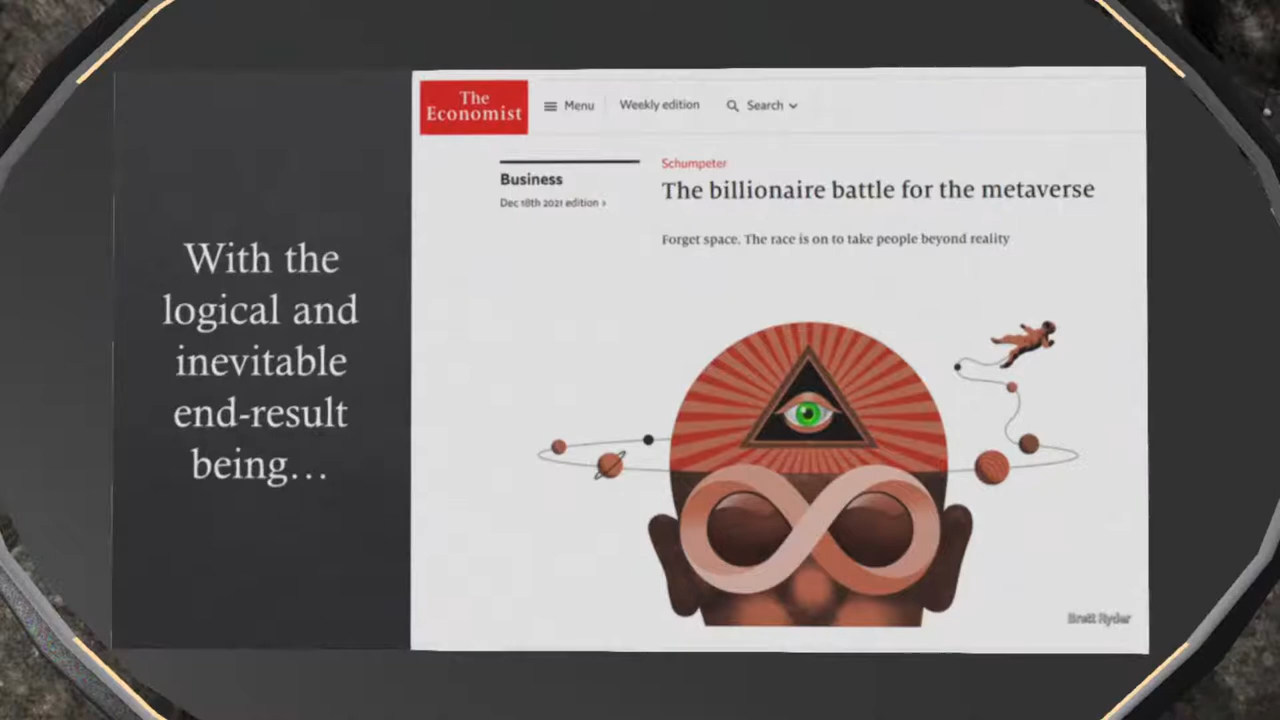 With the
logical and
inevitable
end-result
being...
The
Economist
Menu
Weekly edition
Search
Business
Dec 18th 2021 edition
Schumpeter
The billionaire battle for the metaverse
Forget space. The race is on to take people beyond reality
Brett Ryder